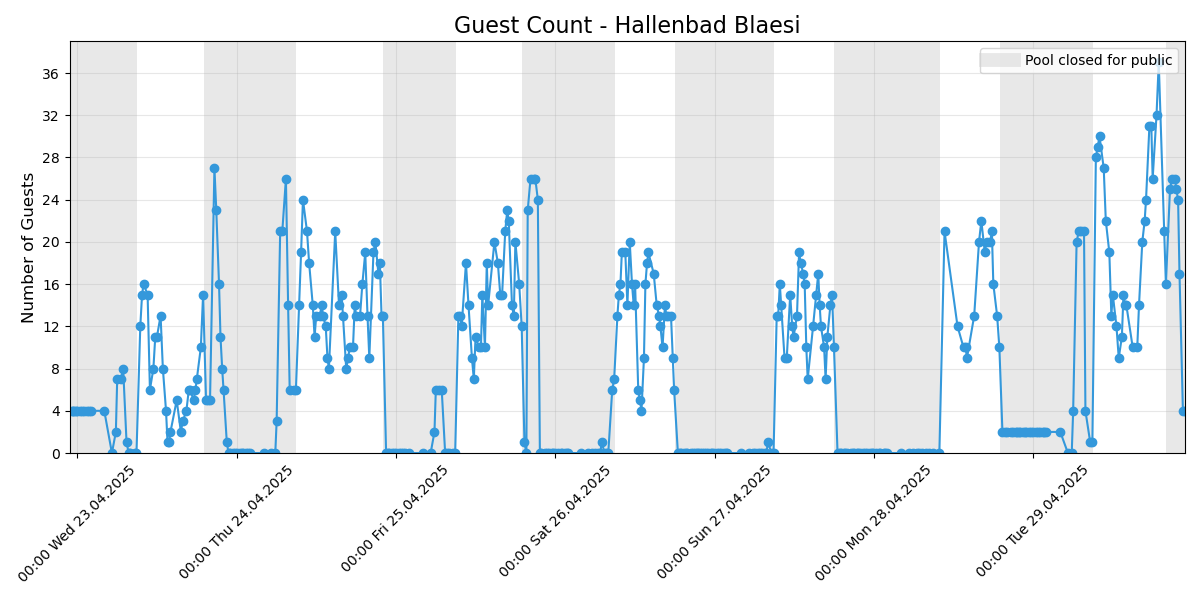 Guest Count - Hallenbad Blaesi
Pool closed for public
Number of Guests
36
32
28
24
20
16
12
8
4
0
00:00 Wed 23.04.2025
00:00 Thu 24.04.2025
00:00 Fri 25.04.2025
00:00 Sat 26.04.2025
00:00 Sun 27.04.2025
00:00 Mon 28.04.2025
00:00 Tue 29.04.2025